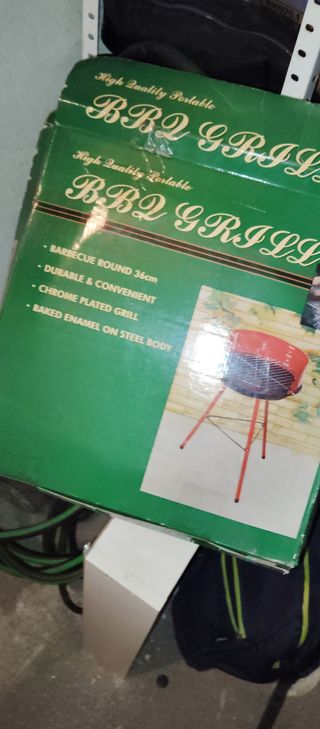 High Quality Portable
BBQ GRILL
High Quality Portable
BBQ GRILL
· BARBECUE ROUND 36cm
· DURABLE & CONVENIENT
· CHROME PLATED GRILL
· BAKED ENAMEL ON STEEL BODY